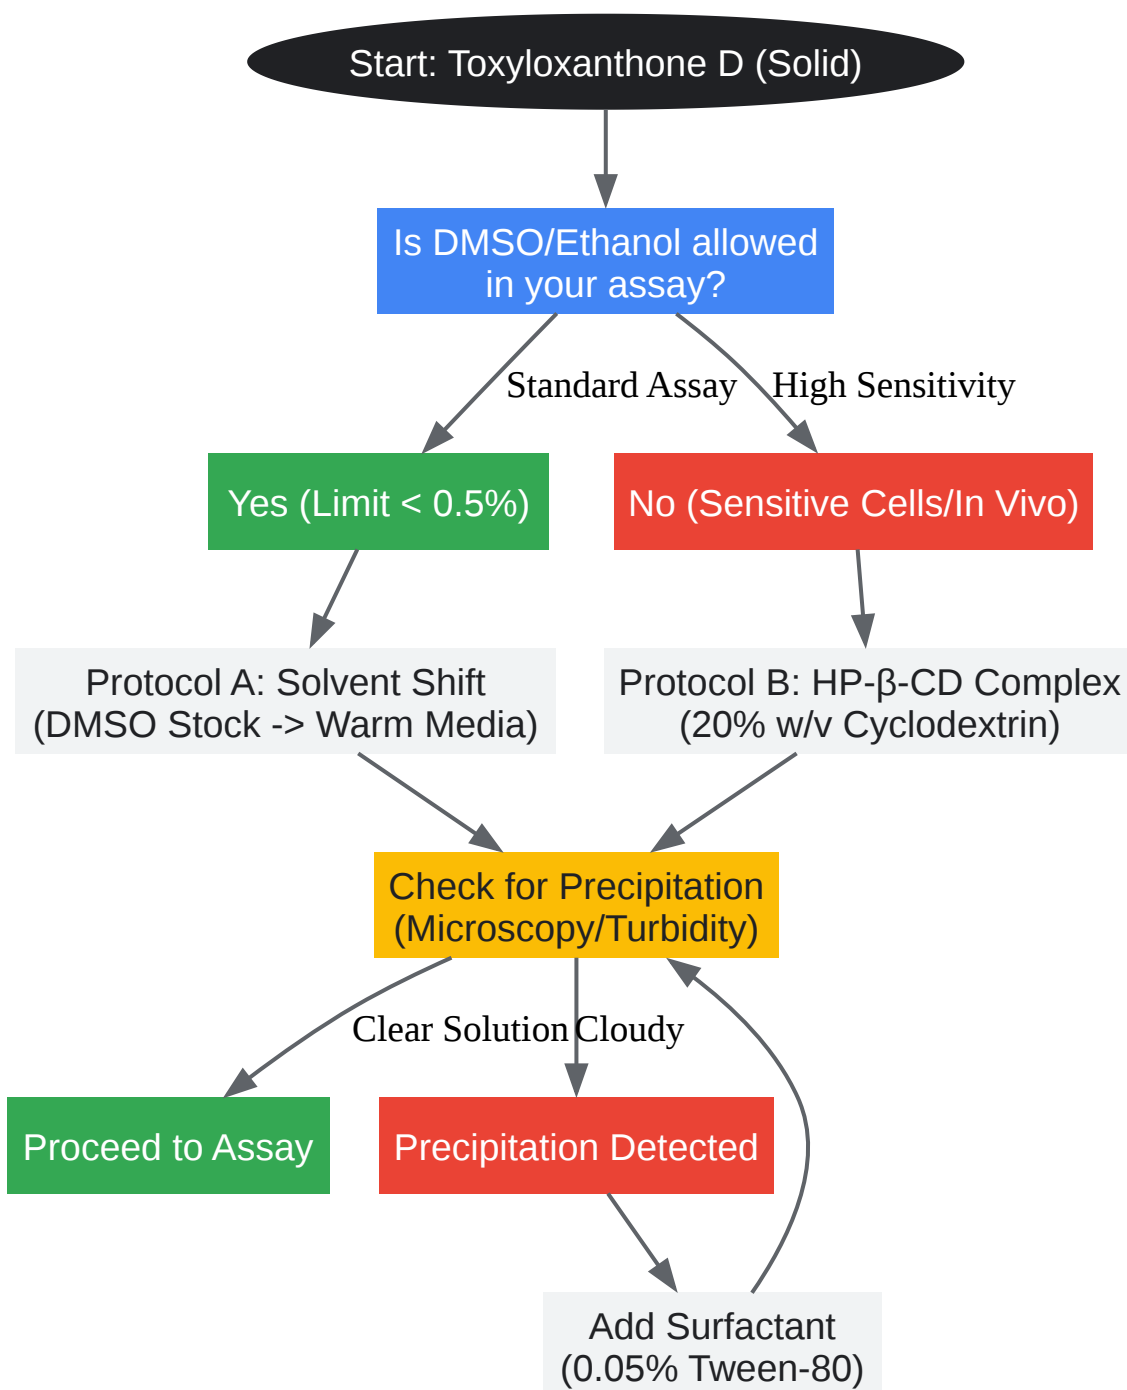 Start: Toxyloxanthone D (Solid)
Is DMSO/Ethanol allowed
in your assay?
Standard Assay
High Sensitivity
Yes (Limit < 0.5%)
No (Sensitive Cells/In Vivo)
Protocol A: Solvent Shift
(DMSO Stock -> Warm Media)
Protocol B: HP-β-CD Complex
(20% w/v Cyclodextrin)
Check for Precipitation
(Microscopy/Turbidity)
Clear Solution
Cloudy
Proceed to Assay
Precipitation Detected
Add Surfactant
(0.05% Tween-80)